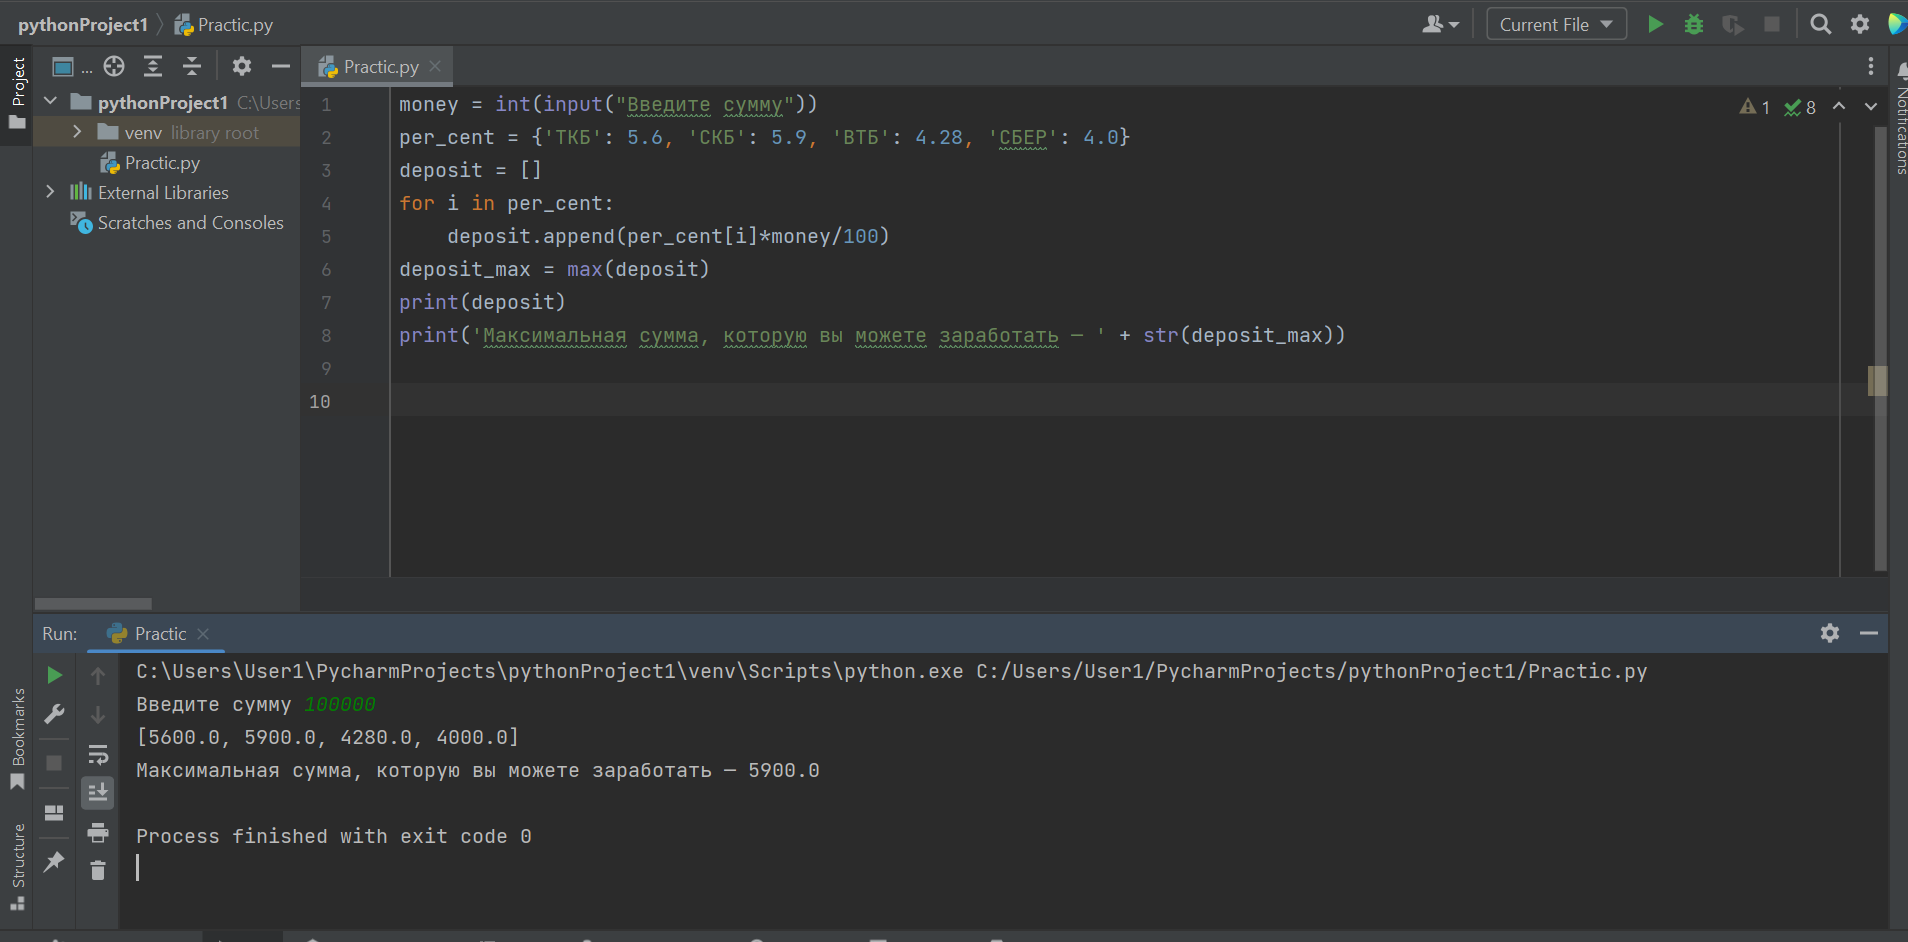 pythonProject1 Practic.py
Current File
Project
...
Practic.py
pythonProject1 C:\Users
venv library root
Practic.py
External Libraries
Scratches and Consoles
1 money = int(input("Введите сумму"))
2 per_cent = {'ТКБ': 5.6, 'СКБ': 5.9, 'ВТБ': 4.28, 'СБЕР': 4.0}
3 deposit = []
4 for i in per_cent:
5 deposit.append(per_cent[i]*money/100)
6 deposit_max = max(deposit)
7 print(deposit)
8 print('Максимальная сумма, которую вы можете заработать — ' + str(deposit_max))
9
10
1 8
Notifications
Run: Practic
C:\Users\User1\PycharmProjects\pythonProject1\venv\Scripts\python.exe C:/Users/User1/PycharmProjects/pythonProject1/Practic.py
Введите сумму 100000
[5600.0, 5900.0, 4280.0, 4000.0]
Максимальная сумма, которую вы можете заработать — 5900.0
Process finished with exit code 0
Bookmarks
Structure